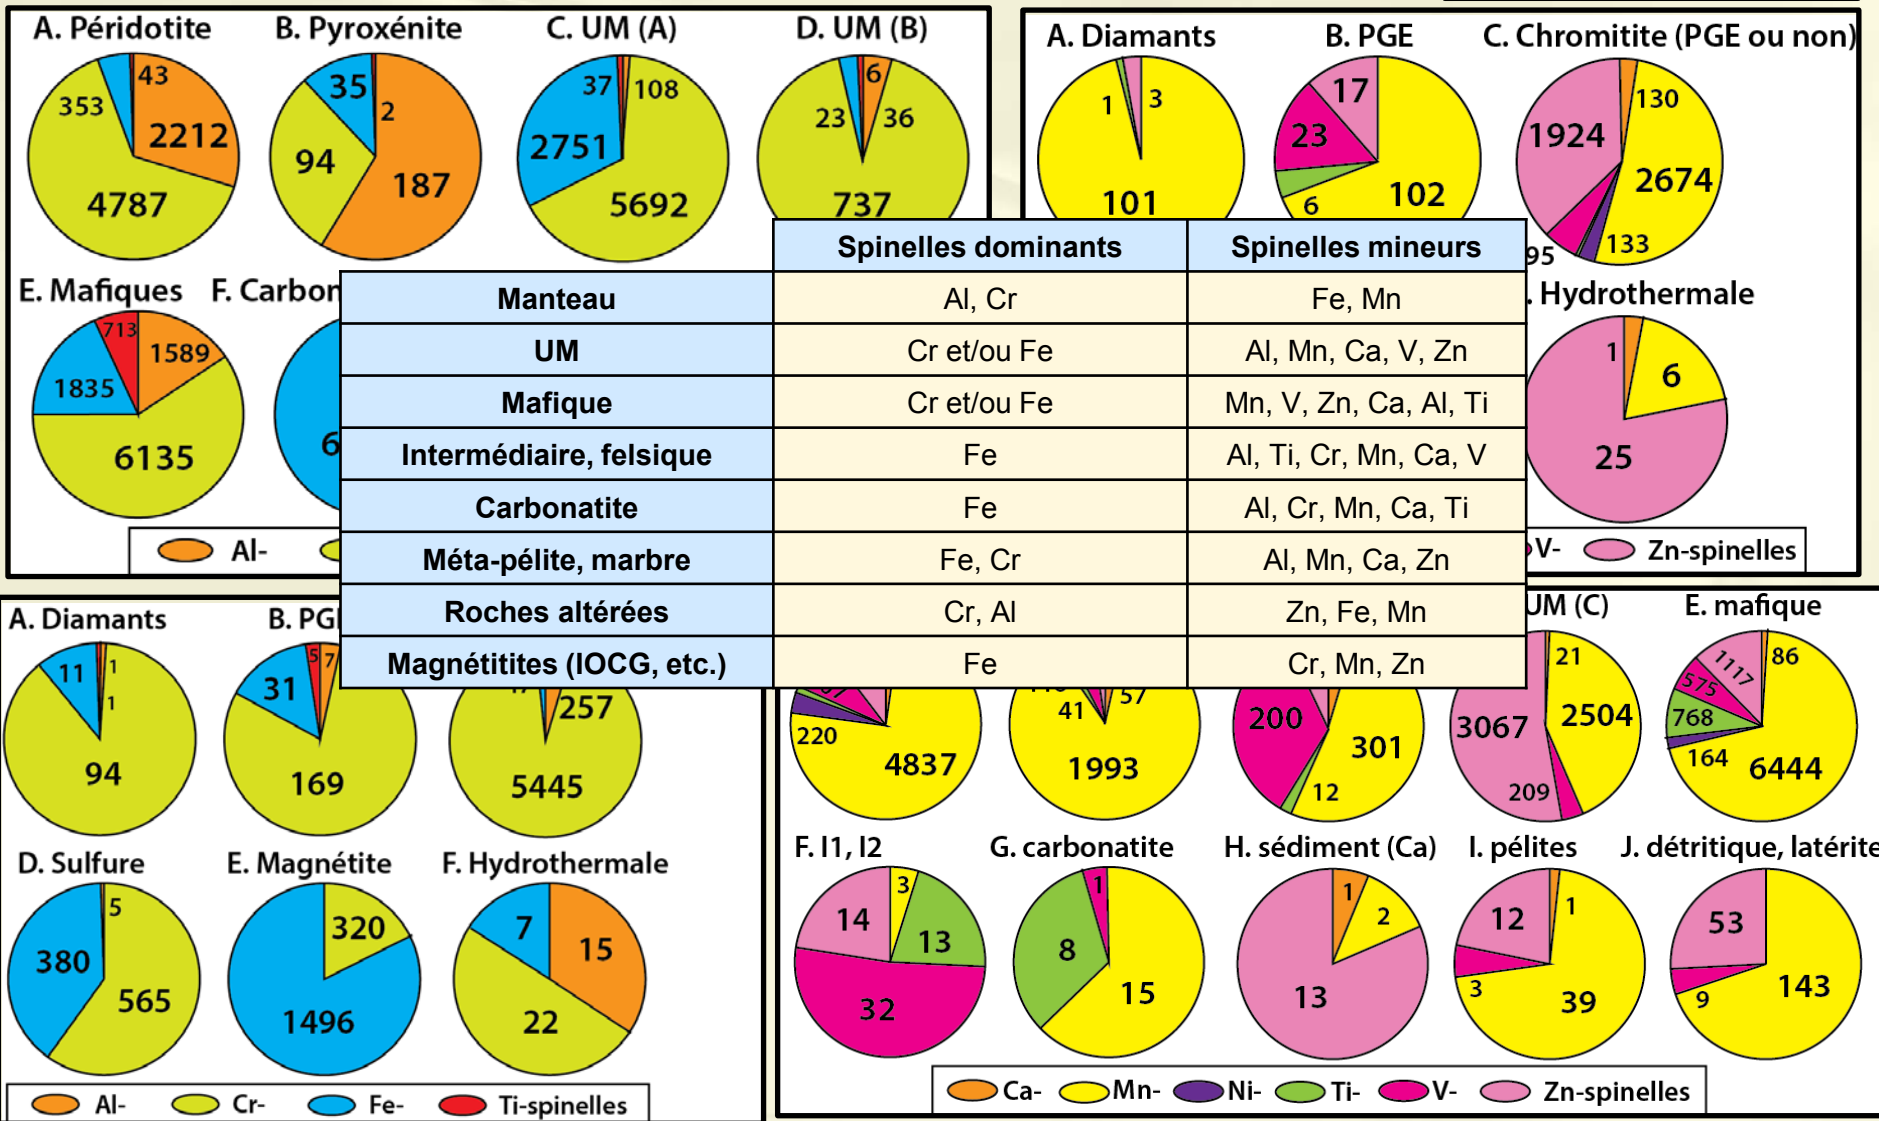 A. Péridotite
B. Pyroxénite
C. UM (A)
D. UM (B)
43
353
2212
4787
35
2
94
187
37
108
2751
5692
6
23
36
737
E. Mafiques
F. Carbon
713
1589
1835
6135
6
Al-
A. Diamants
B. PGE
C. Chromitite (PGE ou non)
1
3
101
17
23
6
102
130
1924
2674
133
95
. Hydrothermale
1
6
25
V-
Zn-spinelles
Spinelles dominants
Spinelles mineurs
Manteau
Al, Cr
Fe, Mn
UM
Cr et/ou Fe
Al, Mn, Ca, V, Zn
Mafique
Cr et/ou Fe
Mn, V, Zn, Ca, Al, Ti
Intermédiaire, felsique
Fe
Al, Ti, Cr, Mn, Ca, V
Carbonatite
Fe
Al, Cr, Mn, Ca, Ti
Méta-pélite, marbre
Fe, Cr
Al, Mn, Ca, Zn
Roches altérées
Cr, Al
Zn, Fe, Mn
Magnétitites (IOCG, etc.)
Fe
Cr, Mn, Zn
A. Diamants
B. PG
11
1
1
94
31
5
7
169
257
5445
D. Sulfure
E. Magnétite
F. Hydrothermale
5
380
565
320
1496
7
15
22
Al-
Cr-
Fe-
Ti-spinelles
UM (C)
E. mafique
220
4837
41
57
1993
200
301
12
21
3067
2504
209
1117
86
575
768
164
6444
F. I1, I2
G. carbonatite
H. sédiment (Ca)
I. pélites
J. détritique, latérite
3
14
13
32
1
8
15
1
2
13
1
12
3
39
53
9
143
Ca-
Mn-
Ni-
Ti-
V-
Zn-spinelles